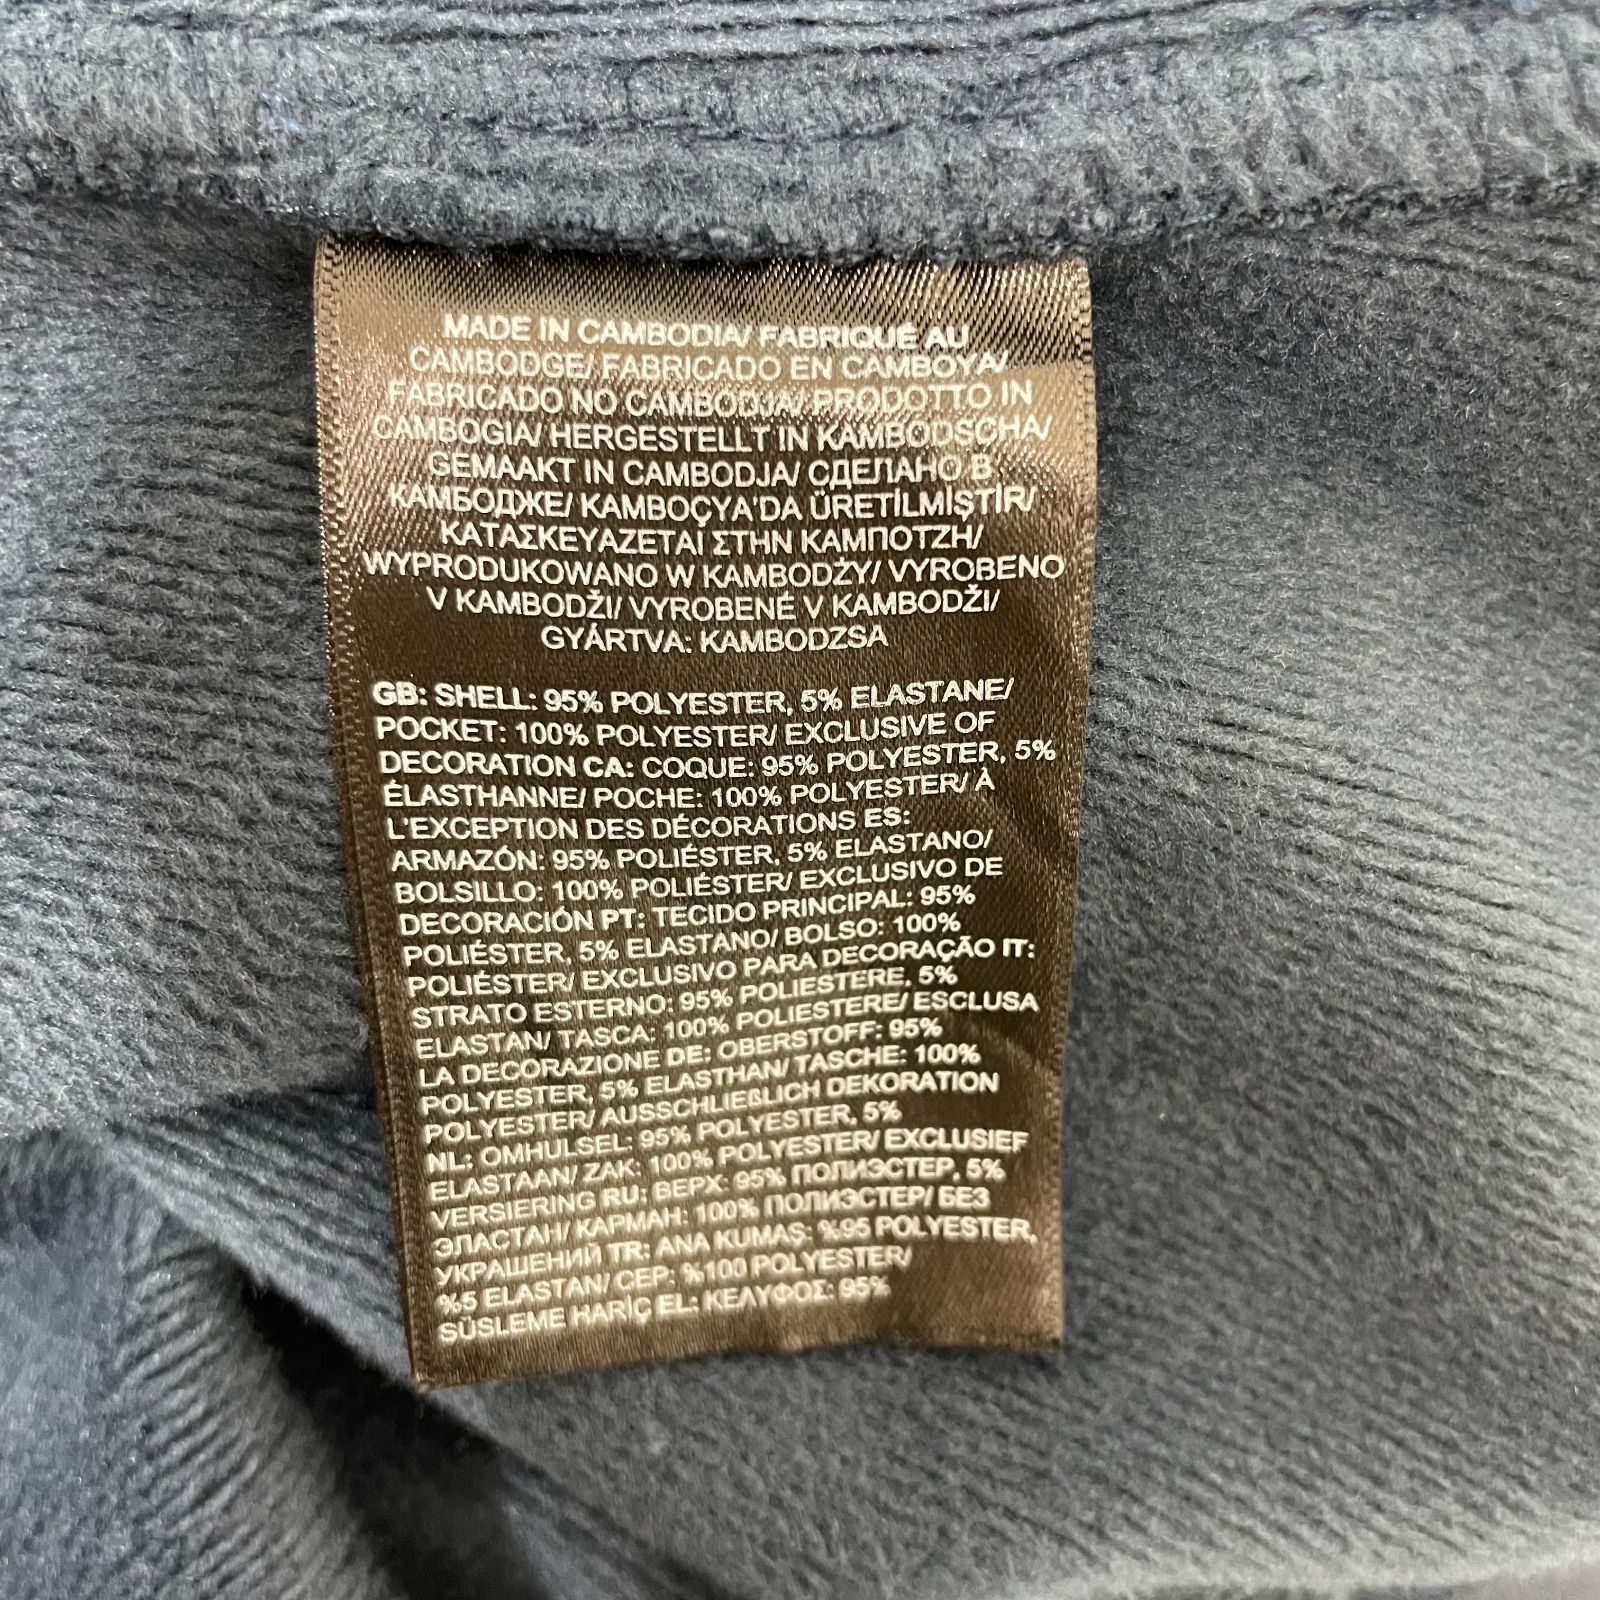 MADE IN CAMBODIA/ FABRIQUÉ AU
CAMBODGE/ FABRICADO EN CAMBOYA/
FABRICADO NO CAMBODJA/ PRODOTTO IN
CAMBOGIA/ HERGESTELLT IN KAMBODSCHA/
GEMAAKT IN CAMBODJA/ СДЕЛАНО В
КАМБОДЖЕ/ KAMBOÇYA'DA ÜRETİLMİŞTİR/
ΚΑΤΑΣΚΕΥΑΖΕΤΑΙ ΣΤΗΝ ΚΑΜΠΟΤΖΗ/
WYPRODUKOWANO W KAMBODŻY/ VYROBENO
V KAMBODŽI/ VYROBENÉ V KAMBODŽI/
GYÁRTVA: KAMBODZSA
GB: SHELL: 95% POLYESTER, 5% ELASTANE/
POCKET: 100% POLYESTER/ EXCLUSIVE OF
DECORATION CA: COQUE: 95% POLYESTER, 5%
ÉLASTHANNE/ POCHE: 100% POLYESTER/ À
L'EXCEPTION DES DÉCORATIONS ES:
ARMAZÓN: 95% POLIÉSTER, 5% ELASTANO/
BOLSILLO: 100% POLIÉSTER/ EXCLUSIVO DE
DECORACIÓN PT: TECIDO PRINCIPAL: 95%
POLIÉSTER, 5% ELASTANO/ BOLSO: 100%
POLIÉSTER/ EXCLUSIVO PARA DECORAÇÃO IT:
STRATO ESTERNO: 95% POLIESTERE, 5%
ELASTAN/ TASCA: 100% POLIESTERE/ ESCLUSA
LA DECORAZIONE DE: OBERSTOFF: 95%
POLYESTER, 5% ELASTHAN/ TASCHE: 100%
POLYESTER/ AUSSCHLIEßLICH DEKORATION
NL: OMHULSEL: 95% POLYESTER, 5%
ELASTAAN/ ZAK: 100% POLYESTER/ EXCLUSIEF
VERSIERING RU: ВЕРХ: 95% ПОЛИЭСТЕР, 5%
ЭЛАСТАН/ КАРМАН: 100% ПОЛИЭСТЕР/ БЕЗ
УКРАШЕНИЙ TR: ANA KUMAŞ: %95 POLYESTER,
%5 ELASTAN/ CEP: %100 POLYESTER/
SÜSLEME HARİÇ EL: ΚΕΛΥΦΟΣ: 95%